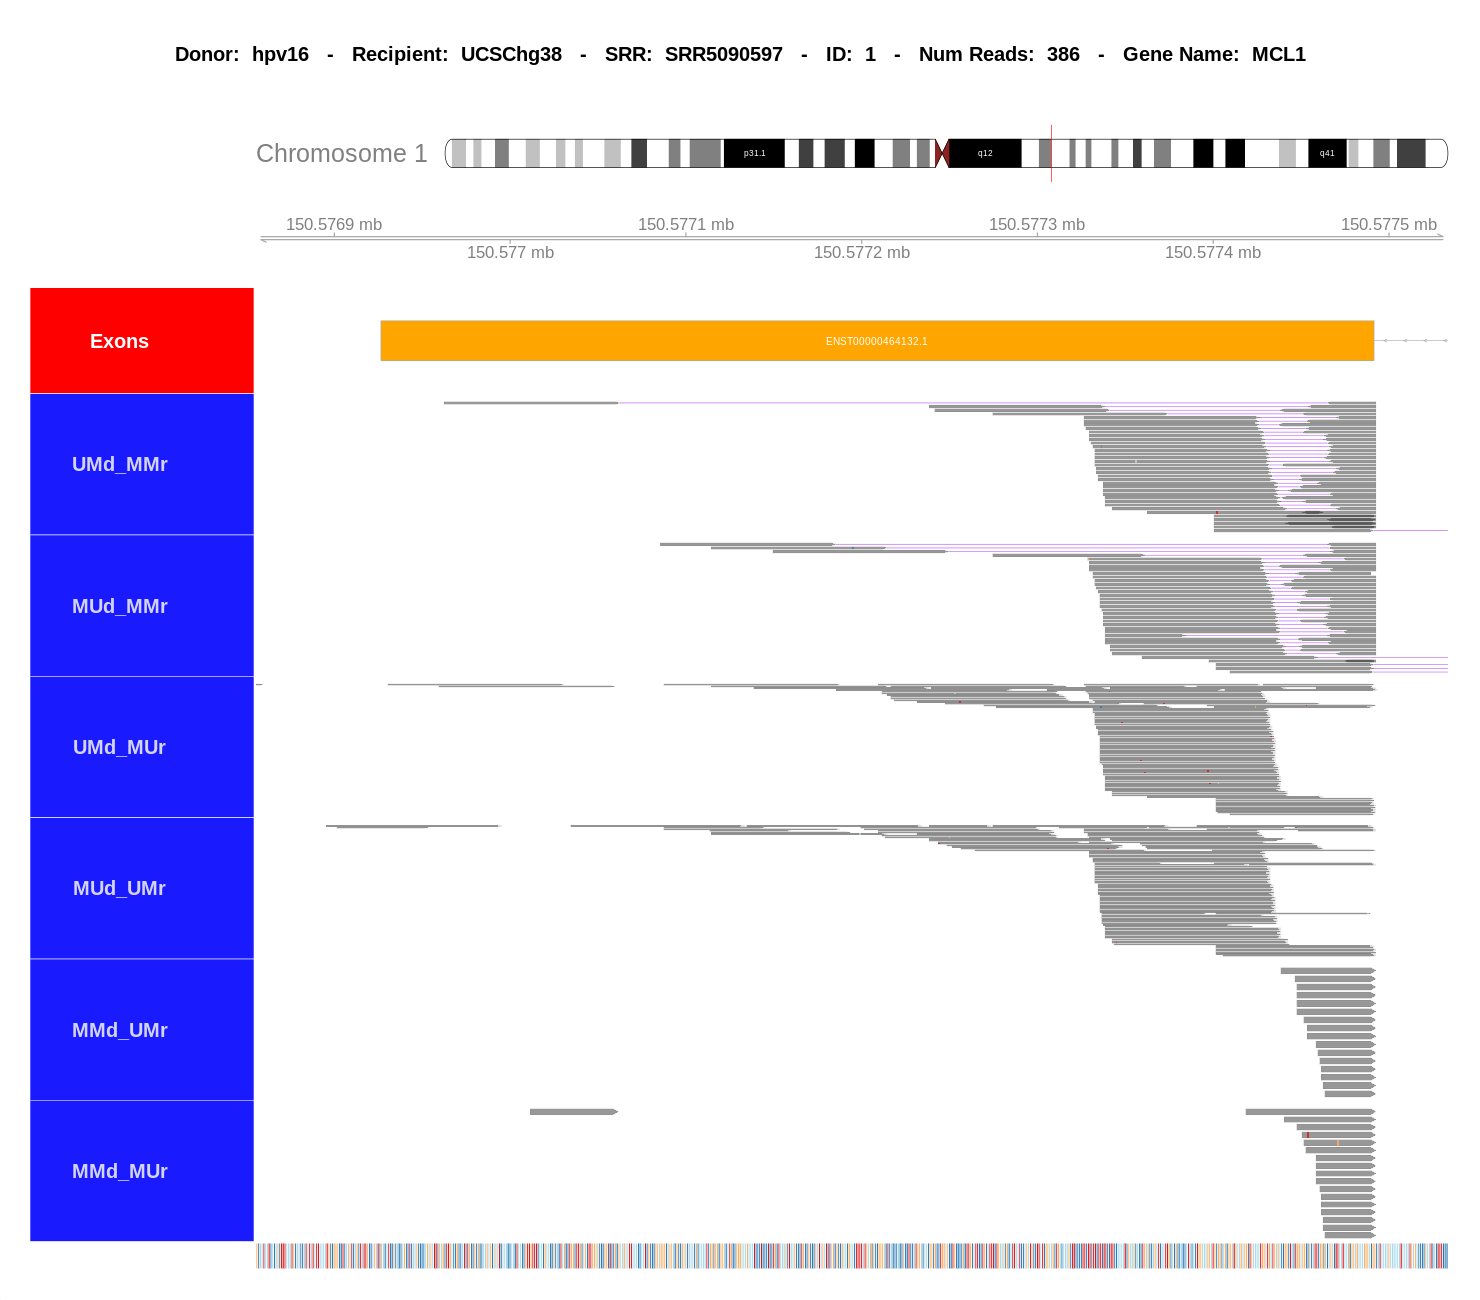 Donor: hpv16 - Recipient: UCSChg38 - SRR: SRR5090597 - ID: 1 - Num Reads: 386 - Gene Name: MCL1
Chromosome 1 p31.1 q12 q41
150.5769 mb 150.5771 mb 150.5773 mb 150.5775 mb
150.577 mb 150.5772 mb 150.5774 mb
Exons ENST00000464132.1
UMd_MMr
MUd_MMr
UMd_MUr
MUd_UMr
MMd_UMr
MMd_MUr